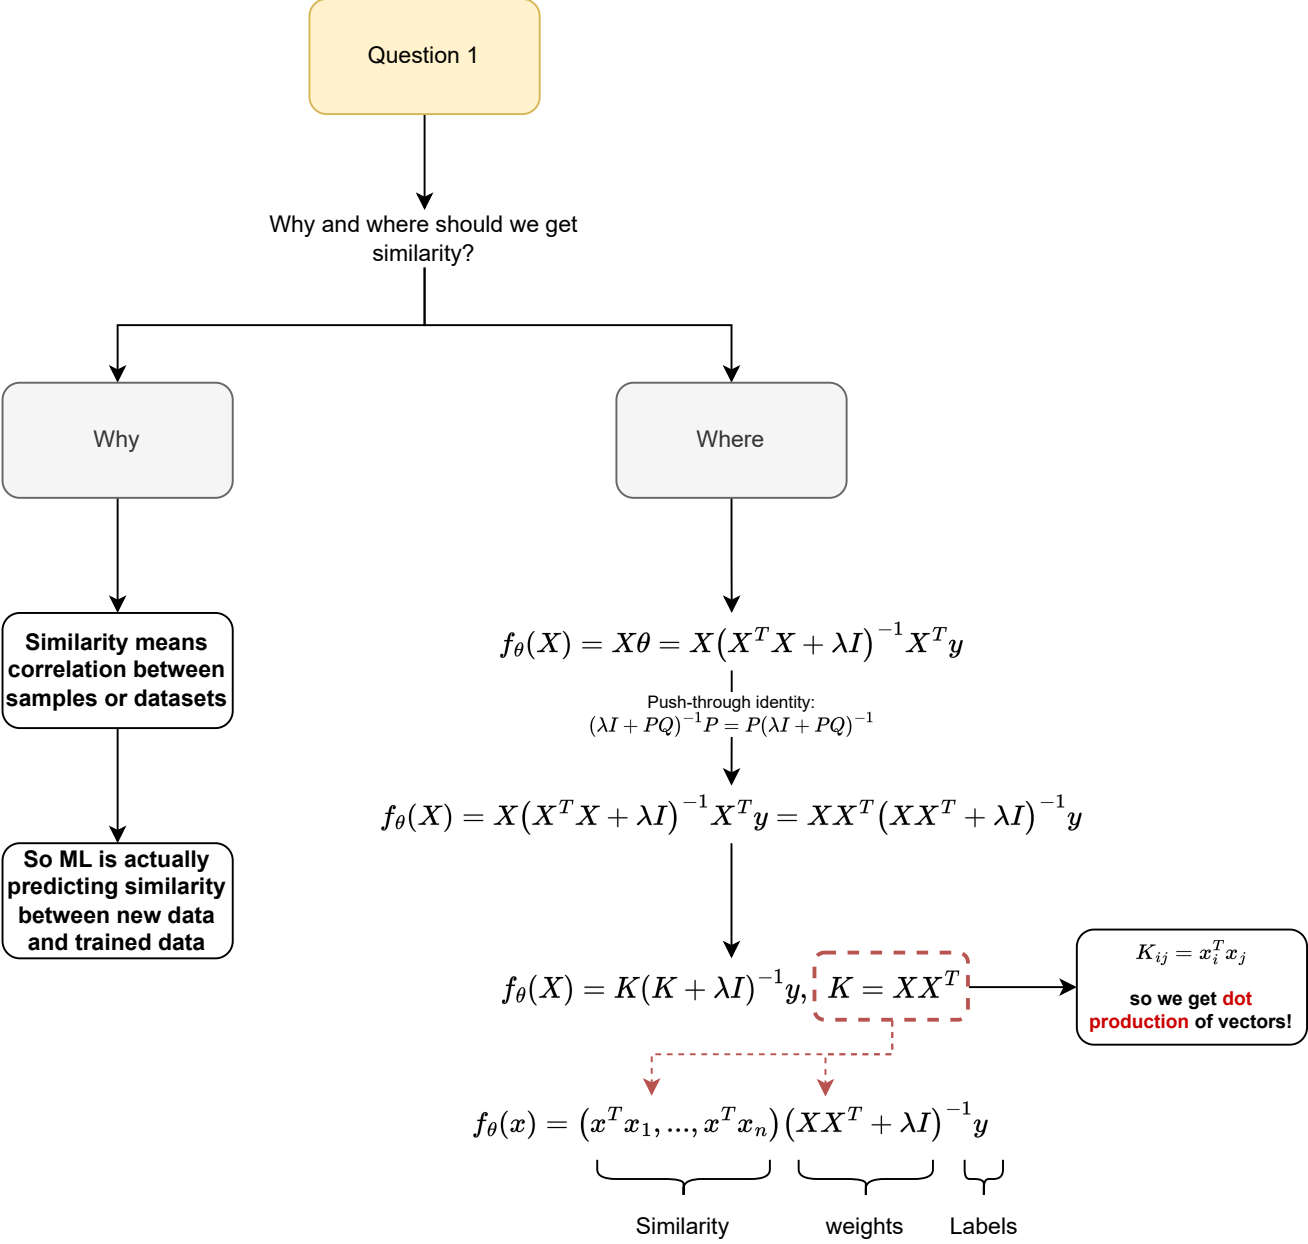 Question 1
Why and where should we get
similarity?
Why
Where
Similarity means
correlation between
samples or datasets
So ML is actually
predicting similarity
between new data
and trained data
f_θ(X) = Xθ = X(X^T X + λI)^{-1} X^T y
Push-through identity:
(λI + PQ)^{-1} P = P(λI + PQ)^{-1}
f_θ(X) = X(X^T X + λI)^{-1} X^T y = XX^T (XX^T + λI)^{-1} y
f_θ(X) = K(K + λI)^{-1} y, K = XX^T
K_{ij} = x_i^T x_j
so we get dot
production of vectors!
f_θ(x) = (x^T x_1, ..., x^T x_n)(XX^T + λI)^{-1} y
Similarity weights Labels